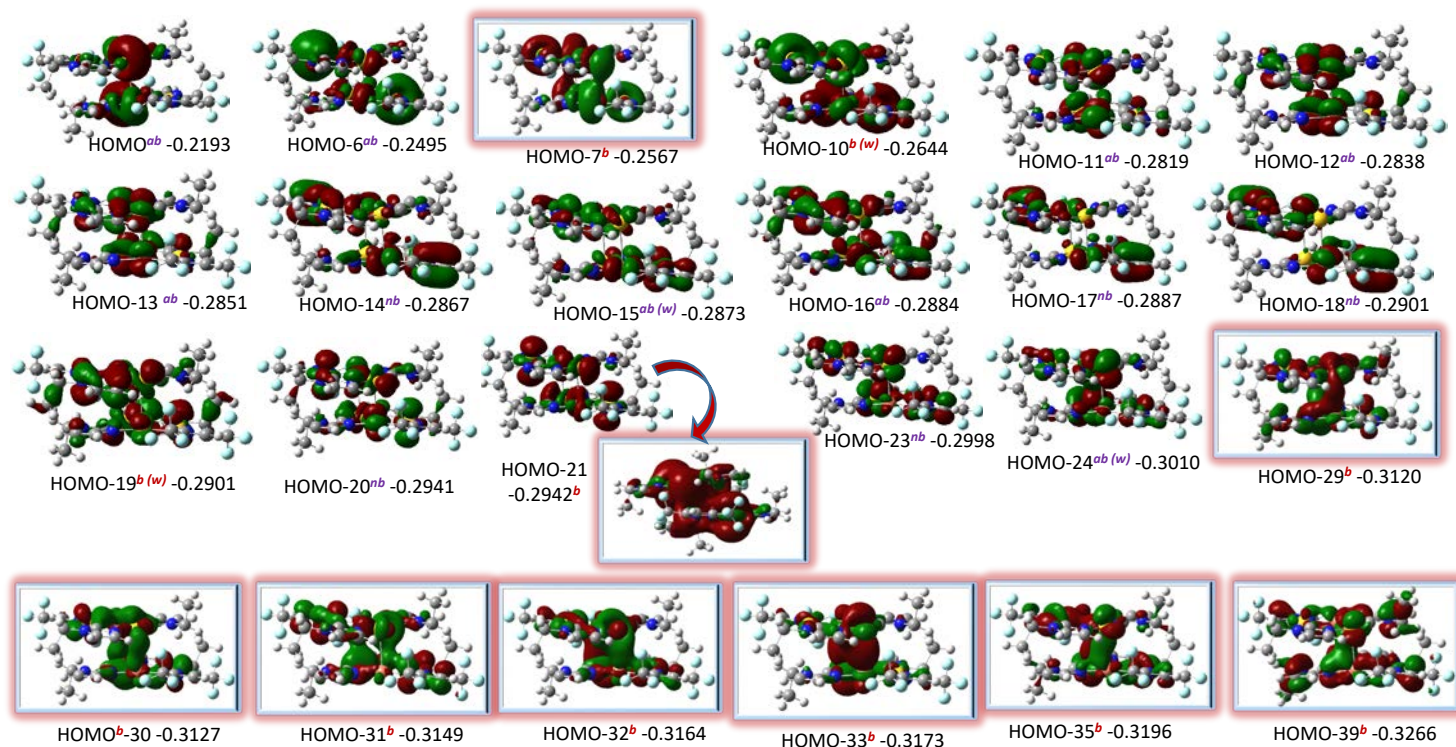 HOMOᵃᵇ -0.2193
HOMO-6ᵃᵇ -0.2495
HOMO-7ᵇ -0.2567
HOMO-10ᵇ ⁽ʷ⁾ -0.2644
HOMO-11ᵃᵇ -0.2819
HOMO-12ᵃᵇ -0.2838
HOMO-13 ᵃᵇ -0.2851
HOMO-14ⁿᵇ -0.2867
HOMO-15ᵃᵇ ⁽ʷ⁾ -0.2873
HOMO-16ᵃᵇ -0.2884
HOMO-17ⁿᵇ -0.2887
HOMO-18ⁿᵇ -0.2901
HOMO-19ᵇ ⁽ʷ⁾ -0.2901
HOMO-20ⁿᵇ -0.2941
HOMO-21
-0.2942ᵇ
HOMO-23ⁿᵇ -0.2998
HOMO-24ᵃᵇ ⁽ʷ⁾ -0.3010
HOMO-29ᵇ -0.3120
HOMOᵇ-30 -0.3127
HOMO-31ᵇ -0.3149
HOMO-32ᵇ -0.3164
HOMO-33ᵇ -0.3173
HOMO-35ᵇ -0.3196
HOMO-39ᵇ -0.3266